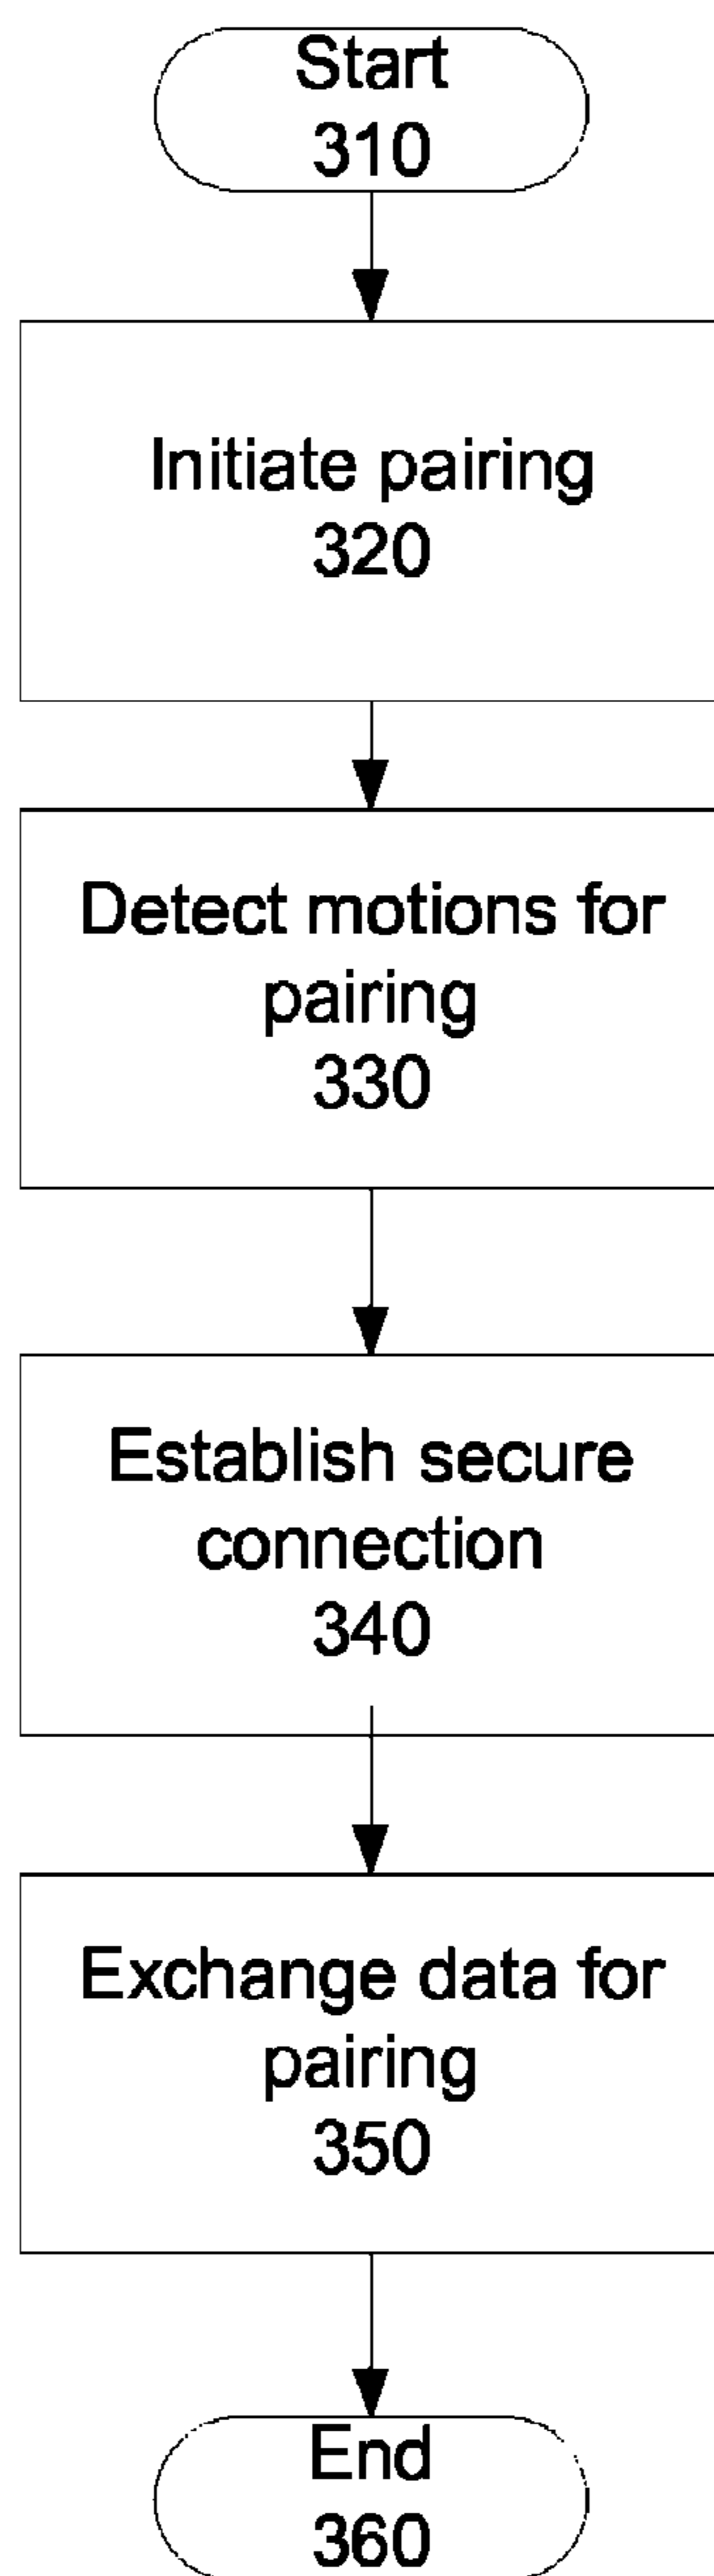 Start
310
Initiate pairing
320
Detect motions for
pairing
330
Establish secure
connection
340
Exchange data for
pairing
350
End
360